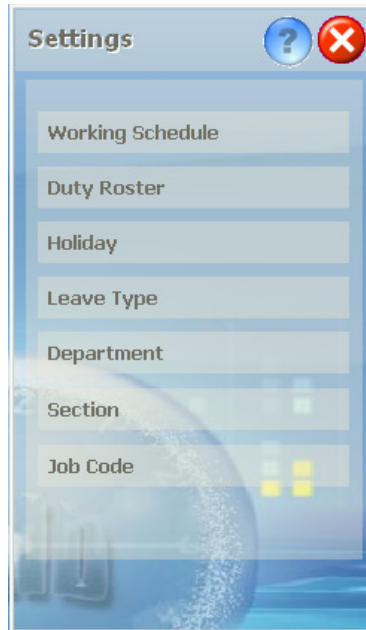 Settings
?
Working Schedule
Duty Roster
Holiday
Leave Type
Department
Section
Job Code